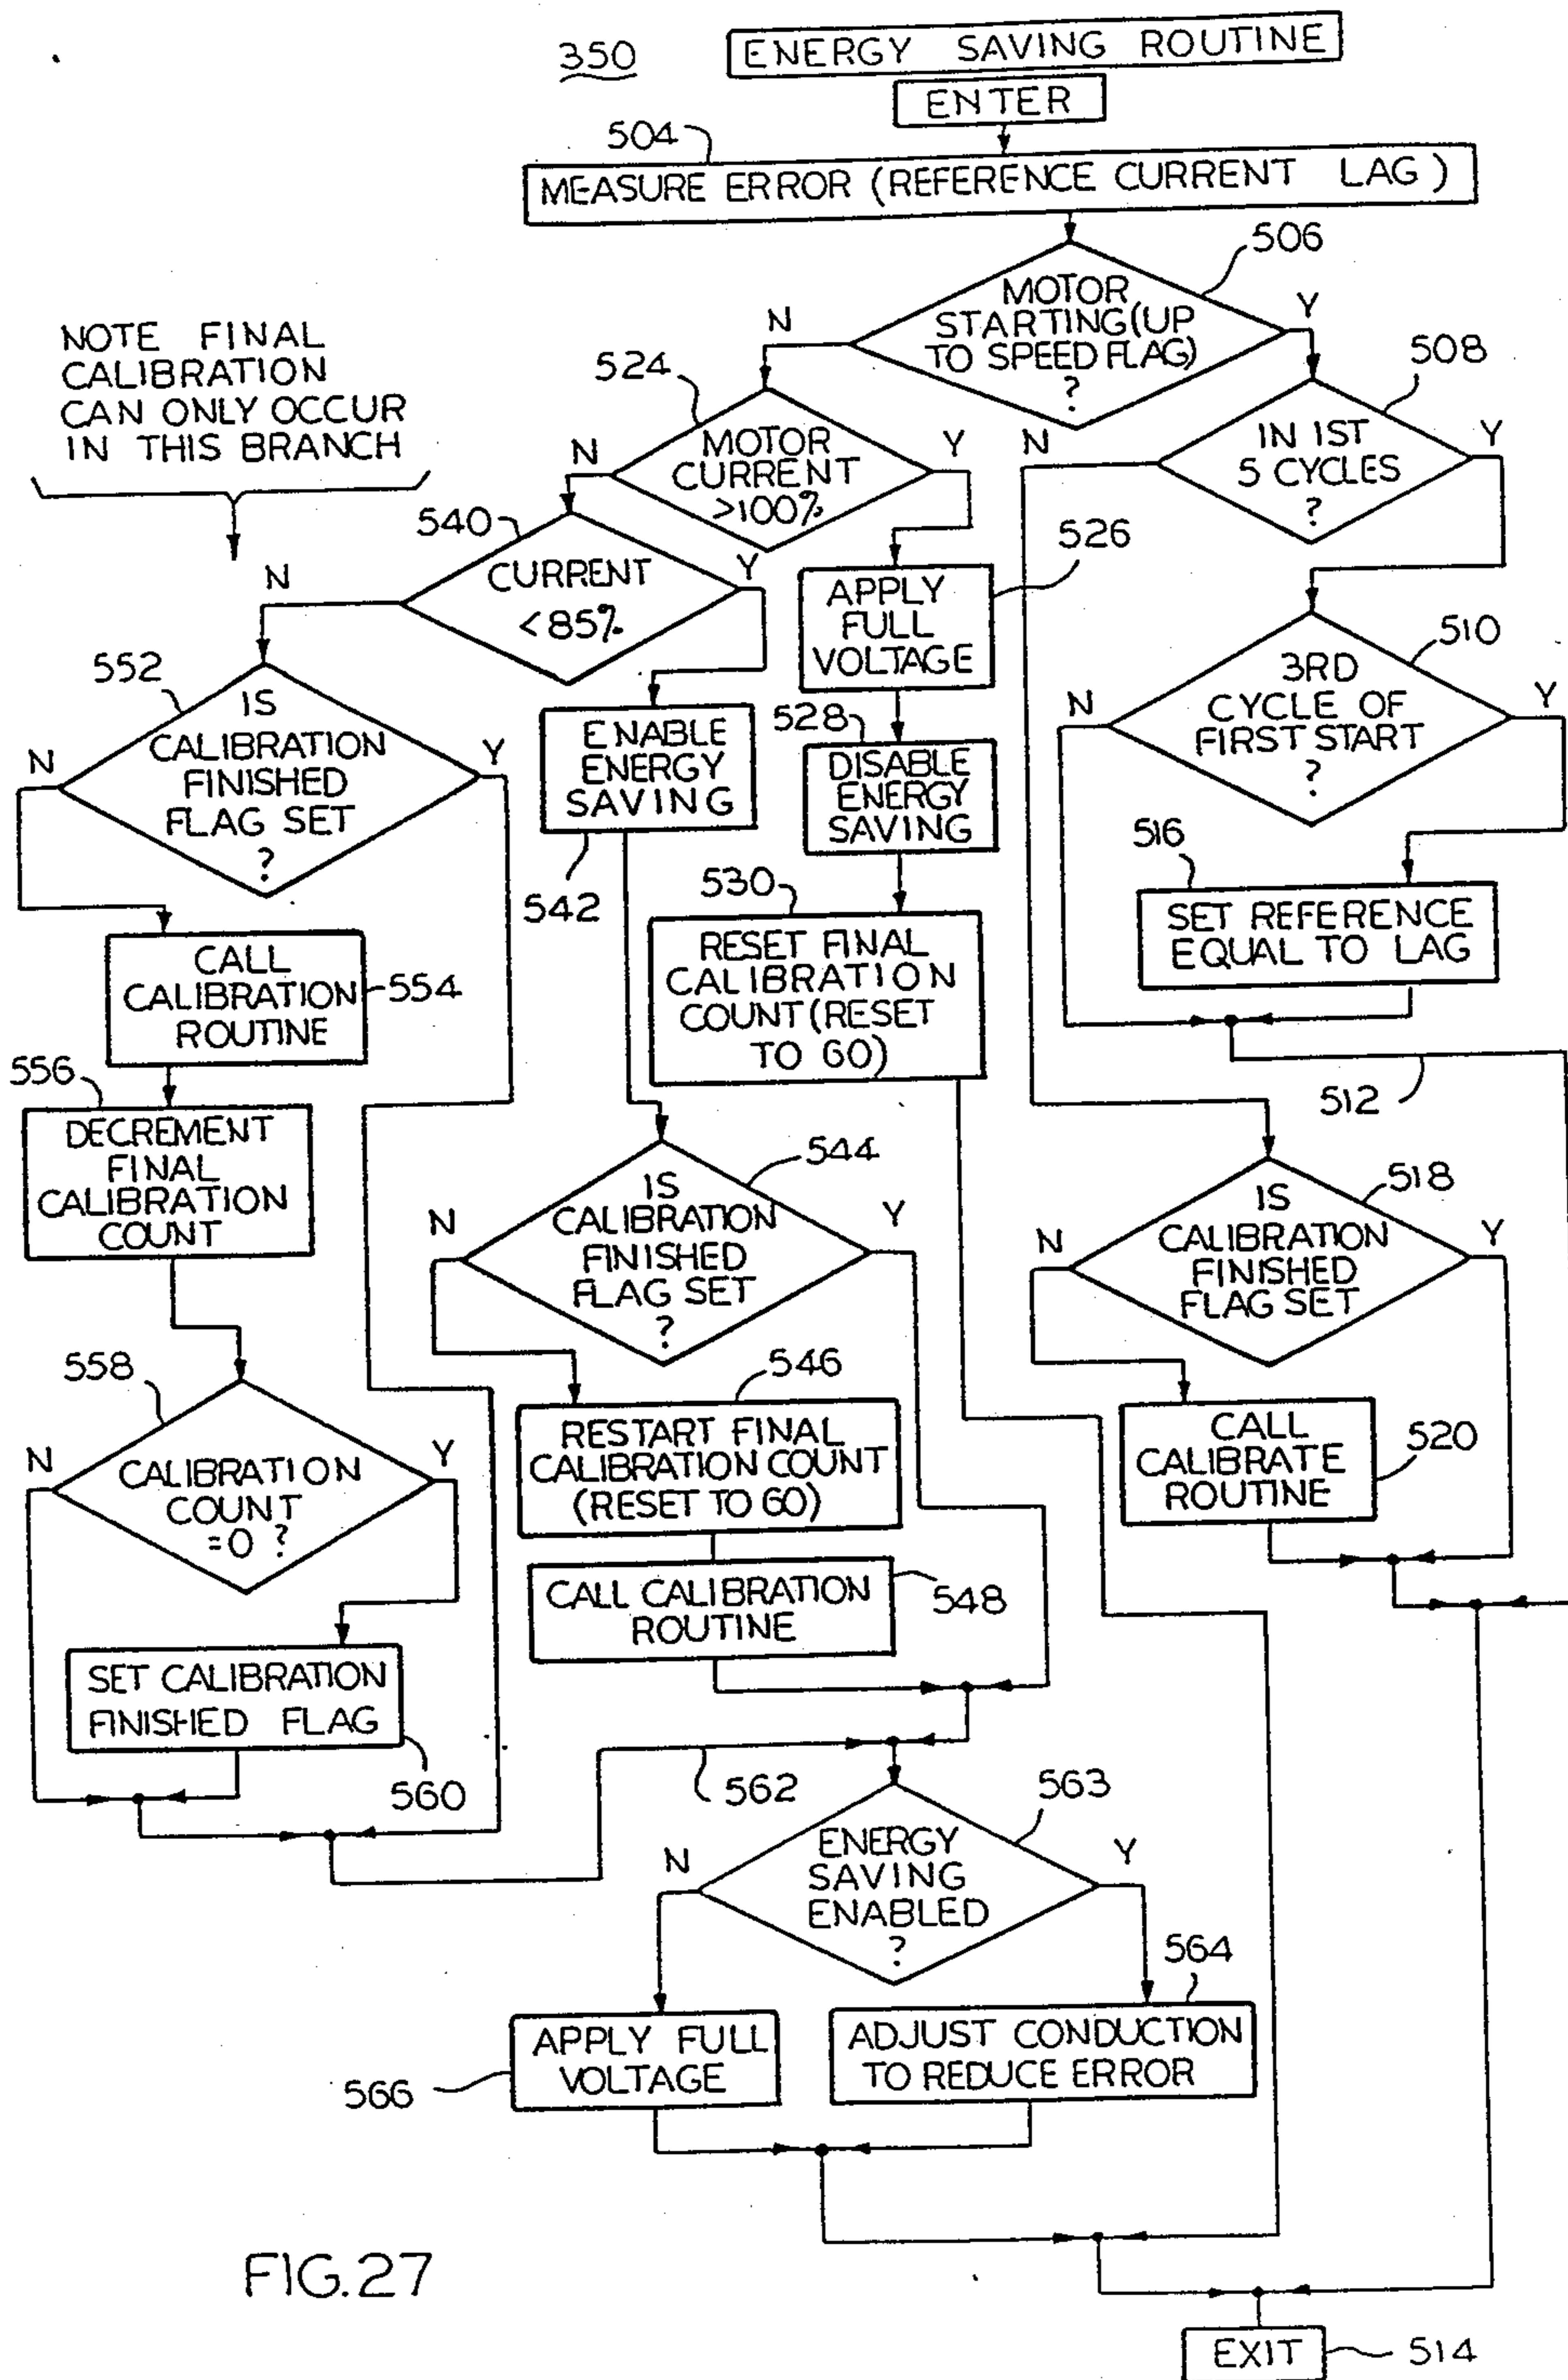 350
ENERGY SAVING ROUTINE
ENTER
504
MEASURE ERROR (REFERENCE CURRENT LAG)
506
MOTOR
STARTING (UP
TO SPEED FLAG)
?
N
Y
NOTE FINAL
CALIBRATION
CAN ONLY OCCUR
IN THIS BRANCH
524
MOTOR
CURRENT
>100%
N
Y
508
IN 1ST
5 CYCLES
?
N
Y
540
CURRENT
<85%
N
Y
526
APPLY
FULL
VOLTAGE
510
3RD
CYCLE OF
FIRST START
?
N
Y
552
IS
CALIBRATION
FINISHED
FLAG SET
?
N
Y
ENABLE
ENERGY
SAVING
542
528
DISABLE
ENERGY
SAVING
516
SET REFERENCE
EQUAL TO LAG
530
RESET FINAL
CALIBRATION
COUNT (RESET
TO 60)
CALL
CALIBRATION
ROUTINE
554
512
556
DECREMENT
FINAL
CALIBRATION
COUNT
544
IS
CALIBRATION
FINISHED
FLAG SET
?
N
Y
518
IS
CALIBRATION
FINISHED
FLAG SET
N
Y
558
CALIBRATION
COUNT
=0 ?
N
Y
546
RESTART FINAL
CALIBRATION COUNT
(RESET TO 60)
CALL
CALIBRATE
ROUTINE
520
CALL CALIBRATION
ROUTINE
548
SET CALIBRATION
FINISHED FLAG
560
562
563
ENERGY
SAVING
ENABLED
?
N
Y
564
APPLY FULL
VOLTAGE
566
ADJUST CONDUCTION
TO REDUCE ERROR
FIG.27
EXIT
514